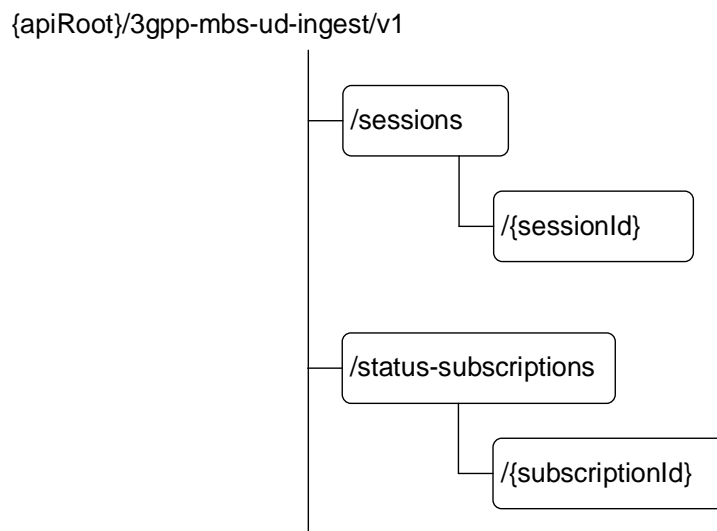 {apiRoot}/3gpp-mbs-ud-ingest/v1
/sessions
/{sessionId}
/status-subscriptions
/{subscriptionId}